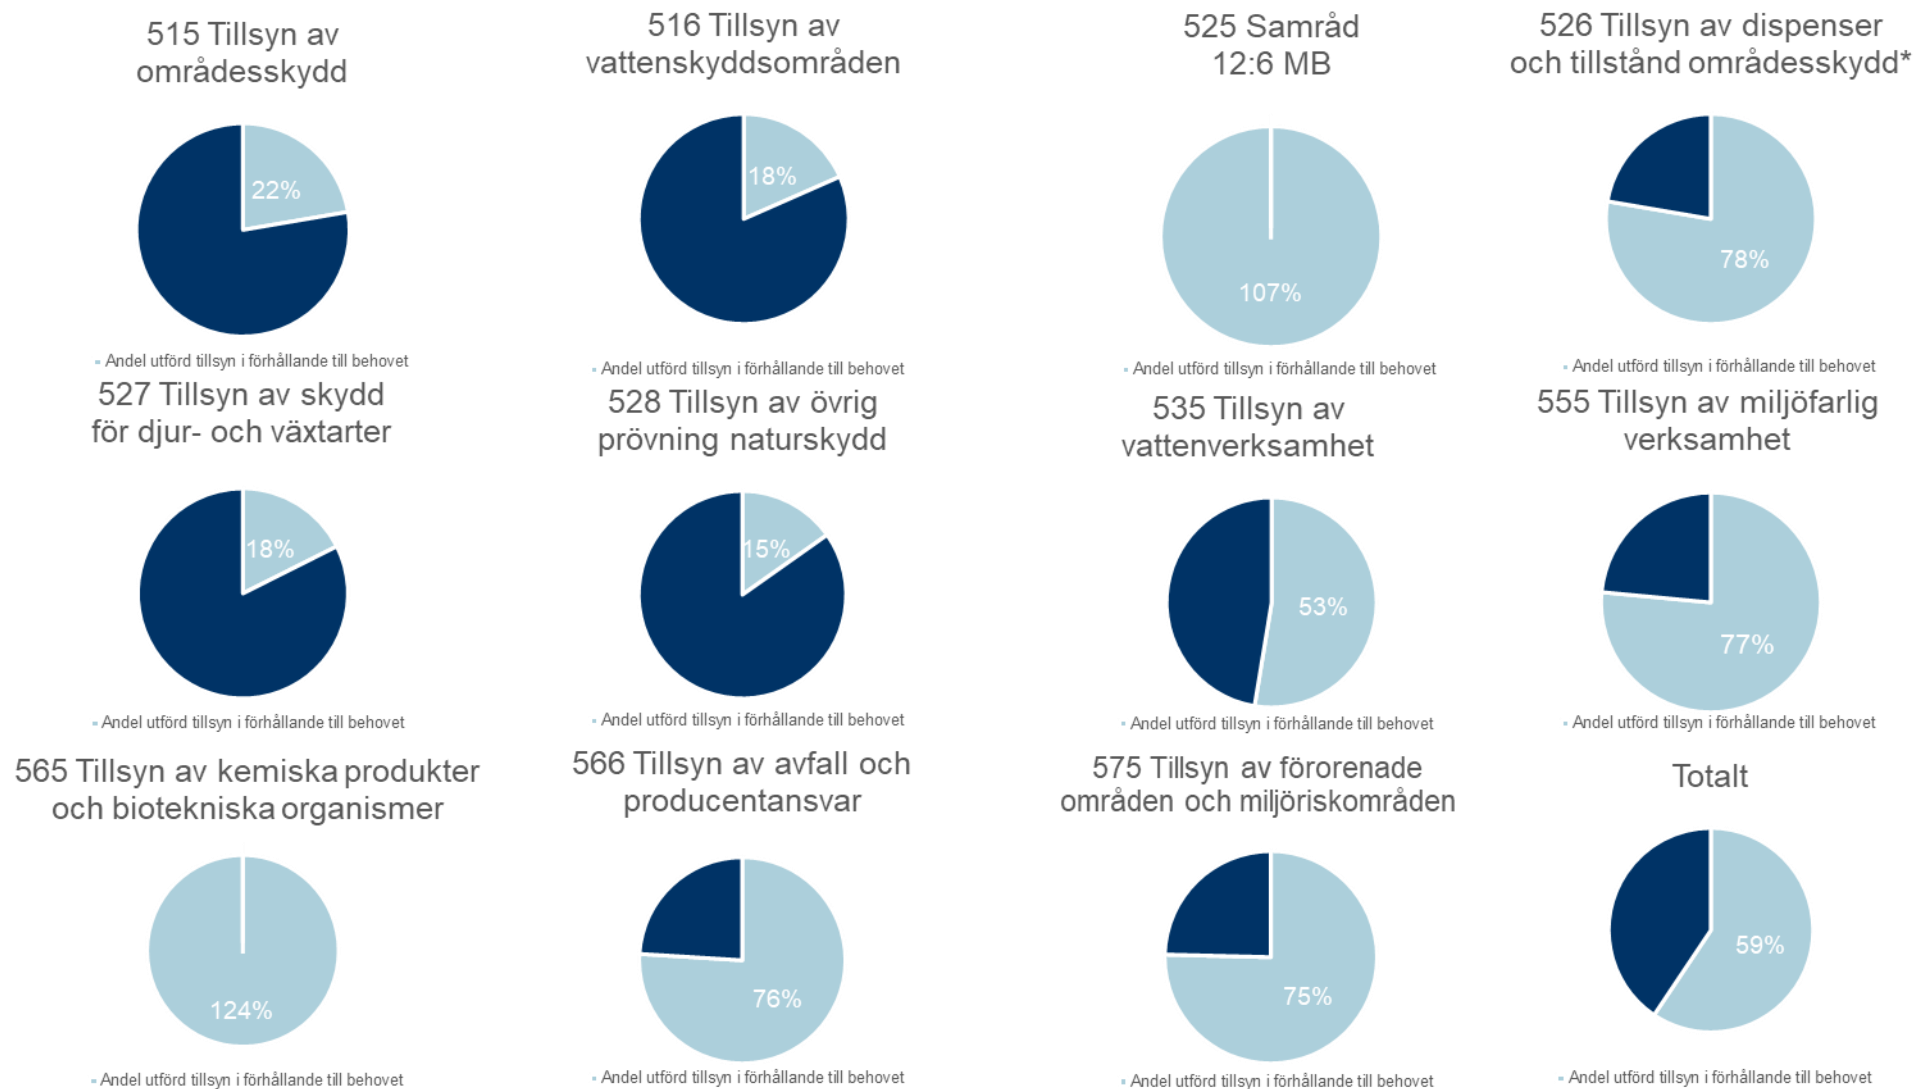 515 Tillsyn av
områdesskydd
22%
Andel utförd tillsyn i förhållande till behovet
516 Tillsyn av
vattenskyddsområden
18%
Andel utförd tillsyn i förhållande till behovet
525 Samråd
12:6 MB
107%
Andel utförd tillsyn i förhållande till behovet
526 Tillsyn av dispenser
och tillstånd områdesskydd*
78%
Andel utförd tillsyn i förhållande till behovet
527 Tillsyn av skydd
för djur- och växtarter
18%
Andel utförd tillsyn i förhållande till behovet
528 Tillsyn av övrig
prövning naturskydd
15%
Andel utförd tillsyn i förhållande till behovet
535 Tillsyn av
vattenverksamhet
53%
Andel utförd tillsyn i förhållande till behovet
555 Tillsyn av miljöfarlig
verksamhet
77%
Andel utförd tillsyn i förhållande till behovet
565 Tillsyn av kemiska produkter
och biotekniska organismer
124%
Andel utförd tillsyn i förhållande till behovet
566 Tillsyn av avfall och
producentansvar
76%
Andel utförd tillsyn i förhållande till behovet
575 Tillsyn av förorenade
områden och miljöriskområden
75%
Andel utförd tillsyn i förhållande till behovet
Totalt
59%
Andel utförd tillsyn i förhållande till behovet